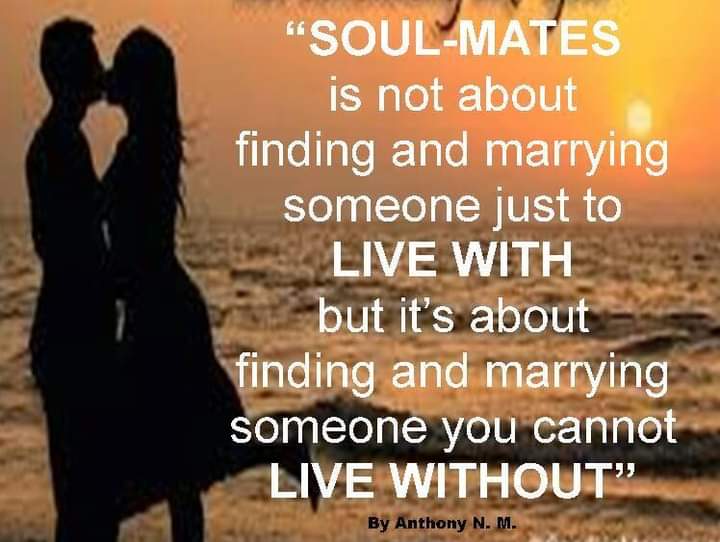 “SOUL-MATES
is not about
finding and marrying
someone just to
LIVE WITH
but it’s about
finding and marrying
someone you cannot
LIVE WITHOUT”
By Anthony N. M.